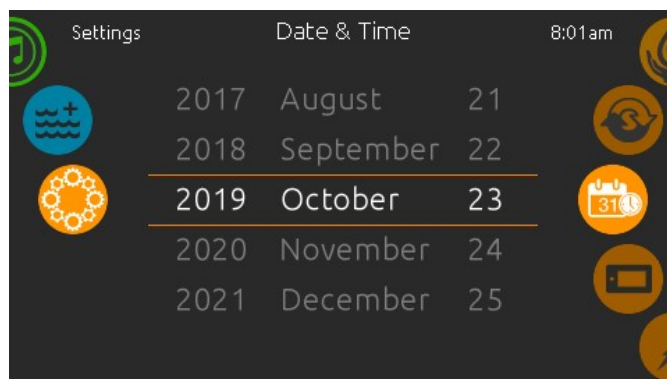 Settings Date & Time 8:01am
2017 August 21
2018 September 22
2019 October 23
31
2020 November 24
2021 December 25